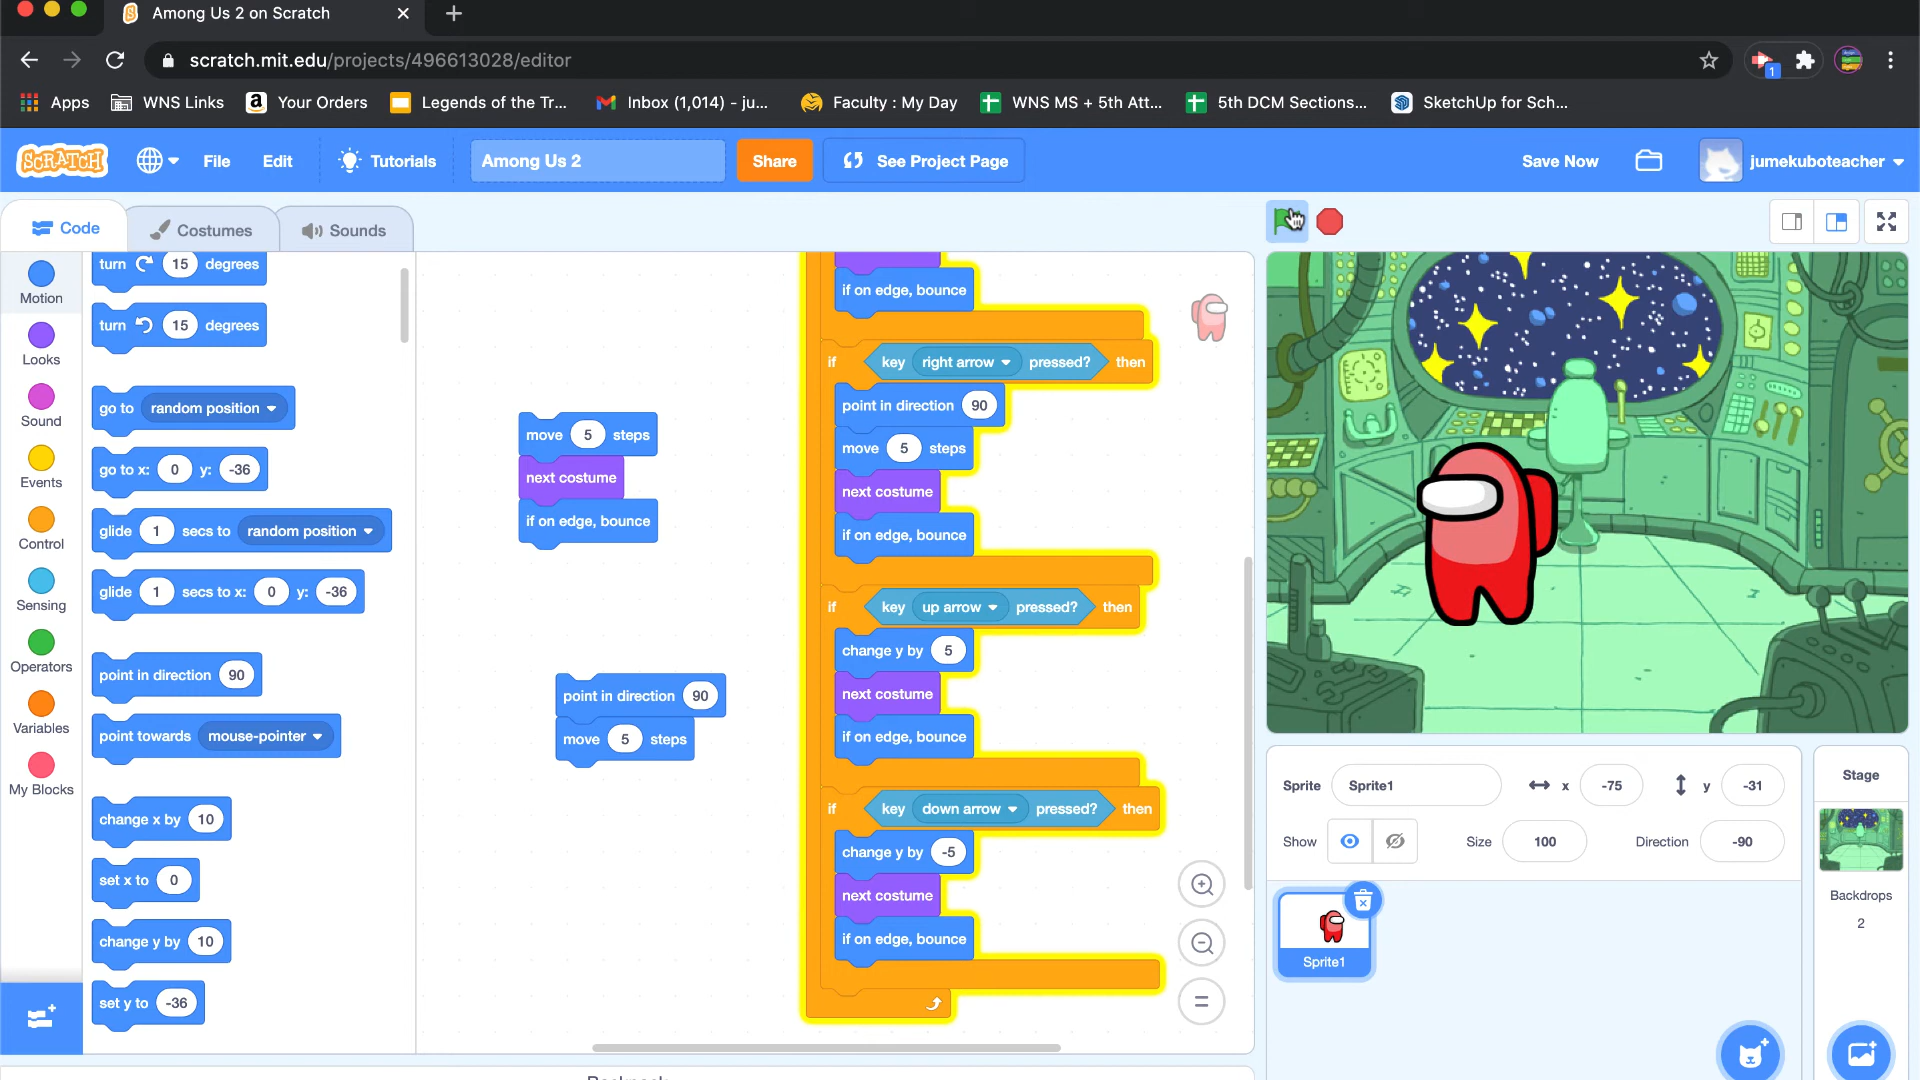 Among Us 2 on Scratch
scratch.mit.edu/projects/496613028/editor
1
Apps
WNS Links
Your Orders
Legends of the Tr...
Inbox (1,014) - ju...
Faculty : My Day
WNS MS + 5th Att...
5th DCM Sections...
SketchUp for Sch...
SCRATCH
File
Edit
Tutorials
Among Us 2
Share
See Project Page
Save Now
jumekuboteacher
Code
Costumes
Sounds
Motion
Looks
Sound
Events
Control
Sensing
Operators
Variables
My Blocks
turn 15 degrees
turn 15 degrees
go to random position
go to x: 0 y: -36
glide 1 secs to random position
glide 1 secs to x: 0 y: -36
point in direction 90
point towards mouse-pointer
change x by 10
set x to 0
change y by 10
set y to -36
move 5 steps
next costume
if on edge, bounce
point in direction 90
move 5 steps
if on edge, bounce
if key right arrow pressed? then
point in direction 90
move 5 steps
next costume
if on edge, bounce
if key up arrow pressed? then
change y by 5
next costume
if on edge, bounce
if key down arrow pressed? then
change y by -5
next costume
if on edge, bounce
Sprite Sprite1 x -75 y -31
Show Size 100 Direction -90
Sprite1
Stage
Backdrops
2